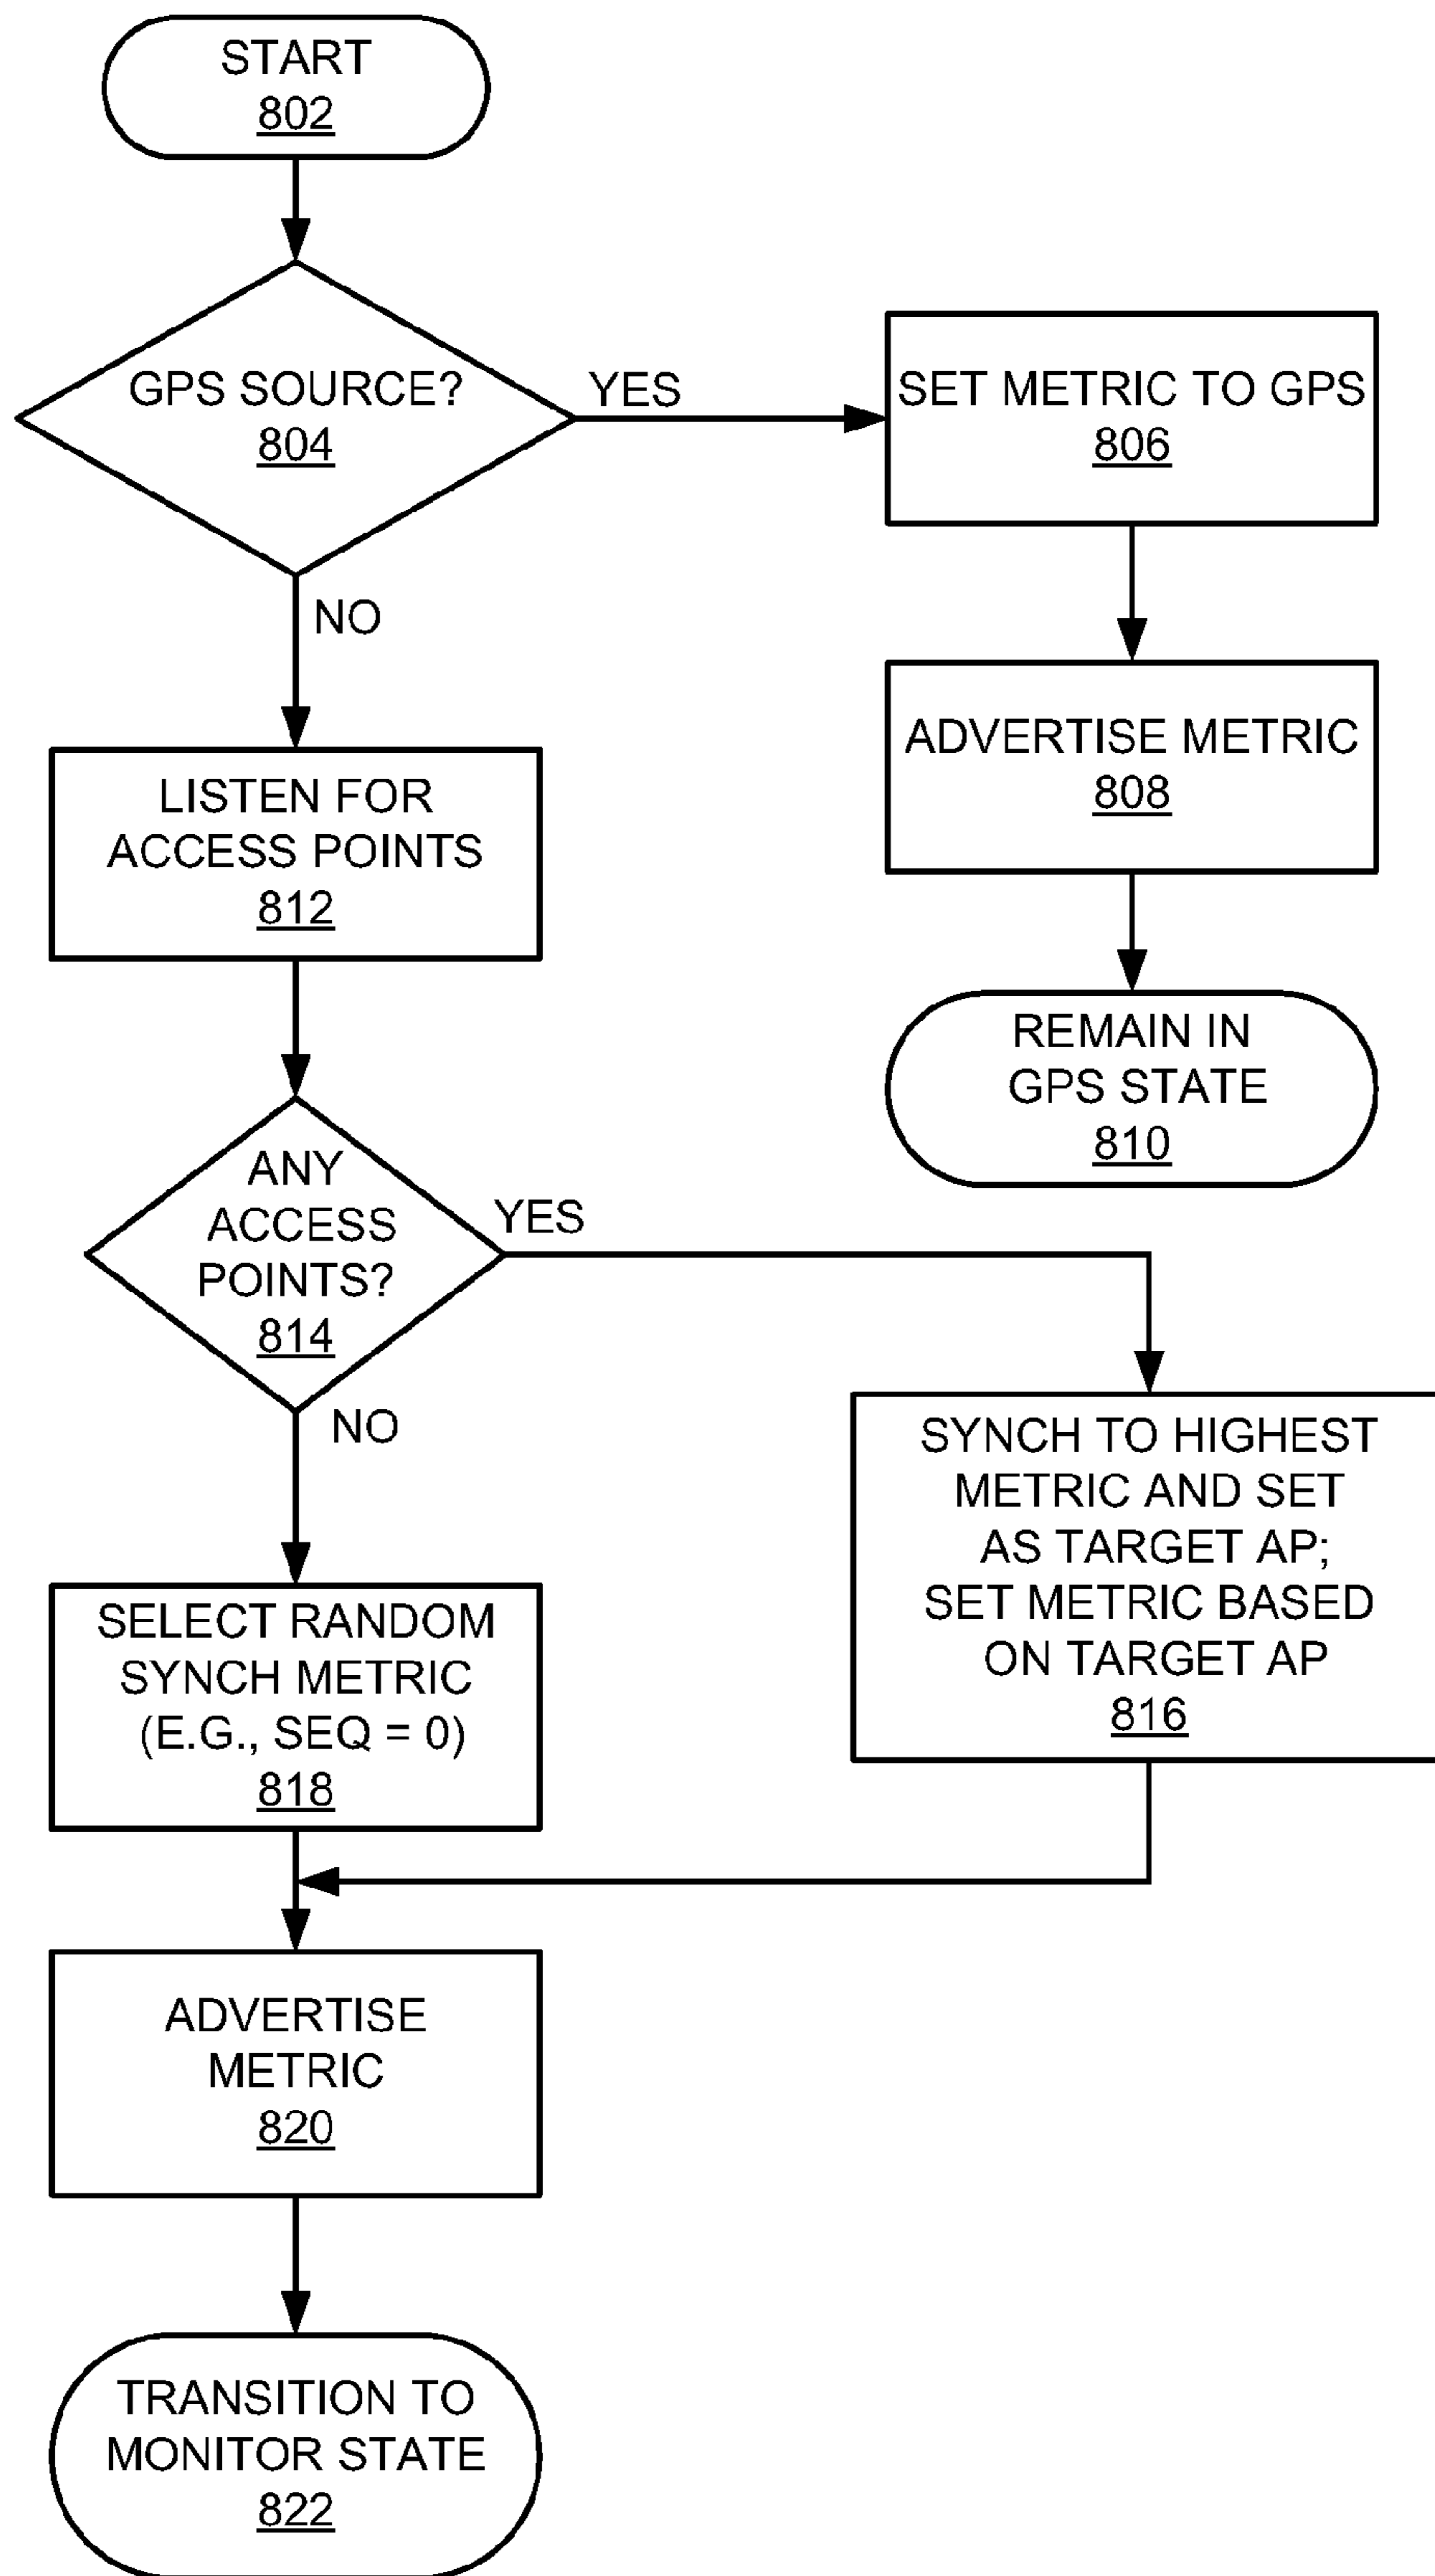 START
802
GPS SOURCE?
804
YES
SET METRIC TO GPS
806
NO
ADVERTISE METRIC
808
LISTEN FOR
ACCESS POINTS
812
REMAIN IN
GPS STATE
810
ANY
ACCESS
POINTS?
814
YES
NO
SYNCH TO HIGHEST
METRIC AND SET
AS TARGET AP;
SET METRIC BASED
ON TARGET AP
816
SELECT RANDOM
SYNCH METRIC
(E.G., SEQ = 0)
818
ADVERTISE
METRIC
820
TRANSITION TO
MONITOR STATE
822